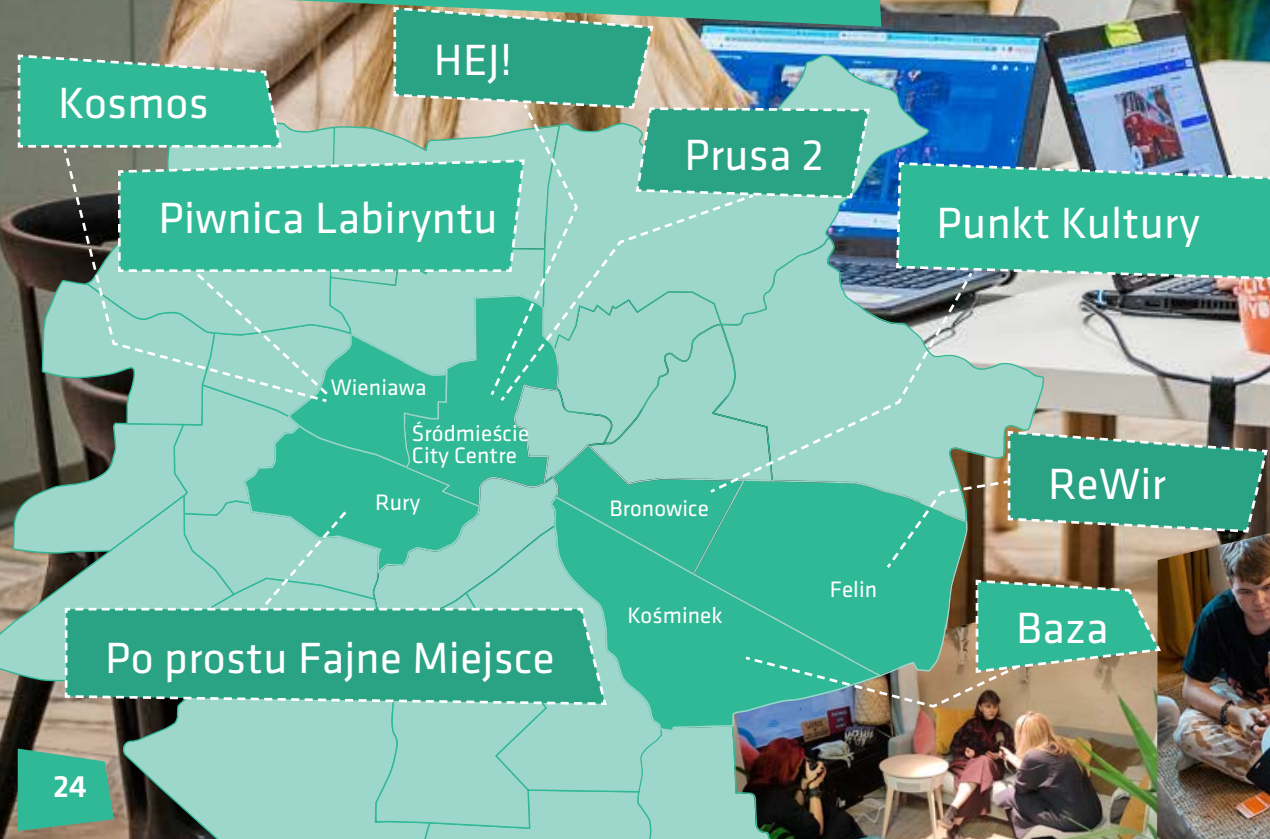 HEJ!
Kosmos
Prusa 2
Piwnica Labiryntu
Punkt Kultury
Wieniawa
Śródmieście
City Centre
Rury
Bronowice
ReWir
Felin
Kośminek
Baza
Po prostu Fajne Miejsce
24